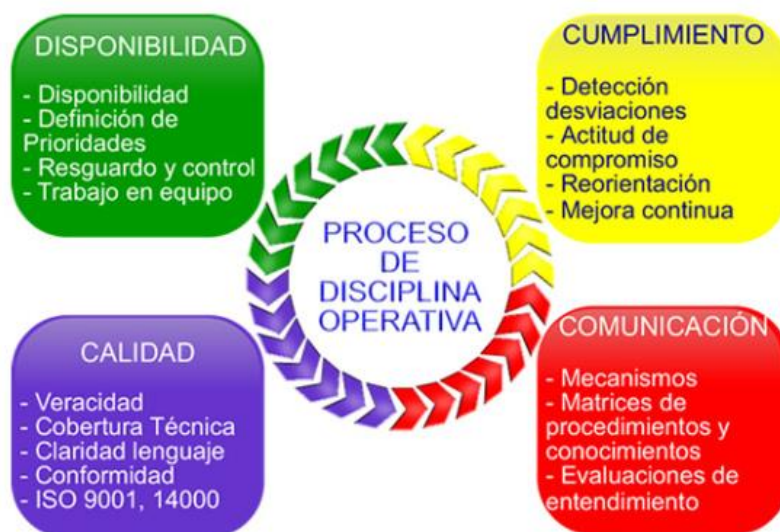 DISPONIBILIDAD
- Disponibilidad
- Definición de
Prioridades
- Resguardo y control
- Trabajo en equipo
CUMPLIMIENTO
- Detección
desviaciones
- Actitud de
compromiso
- Reorientación
- Mejora continua
PROCESO
DE
DISCIPLINA
OPERATIVA
CALIDAD
- Veracidad
- Cobertura Técnica
- Claridad lenguaje
- Conformidad
- ISO 9001, 14000
COMUNICACIÓN
- Mecanismos
- Matrices de
procedimientos y
conocimientos
- Evaluaciones de
entendimiento